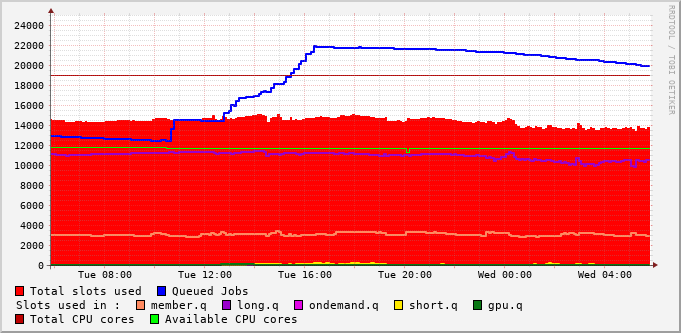 24000
22000
20000
18000
16000
14000
12000
10000
8000
6000
4000
2000
0
Tue 08:00 Tue 12:00 Tue 16:00 Tue 20:00 Wed 00:00 Wed 04:00
RRDTOOL / TOBI OETIKER
Total slots used Queued Jobs
Slots used in : member.q long.q ondemand.q short.q gpu.q
Total CPU cores Available CPU cores